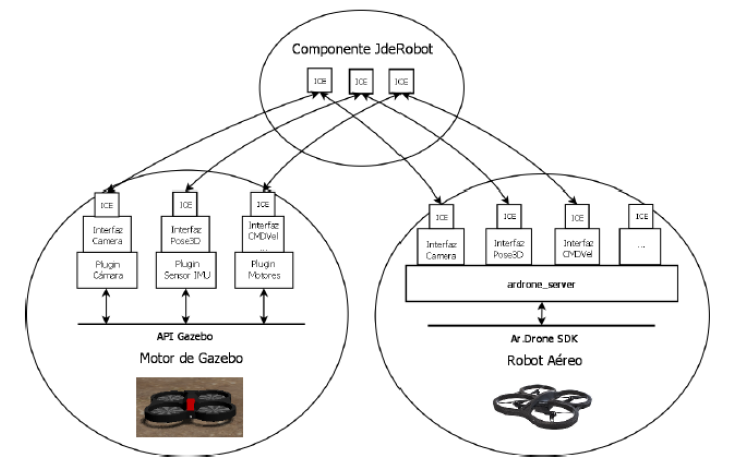 Componente JdeRobot
ICE
ICE
ICE
ICE
Interfaz
Camera
Plugin
Cámara
ICE
Interfaz
Pose3D
Plugin
Sensor IMU
ICE
Interfaz
CMDVel
...
Plugin
Motores
API Gazebo
Motor de Gazebo
ICE
Interfaz
Camera
ICE
Interfaz
Pose3D
ICE
Interfaz
CMDVel
ICE
...
ardrone_server
Ar.Drone SDK
Robot Aéreo